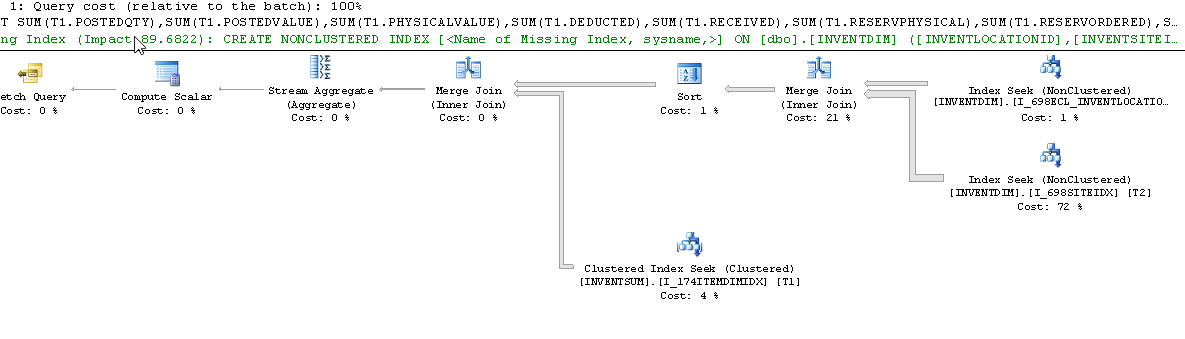 1: Query cost (relative to the batch): 100%
T SUM(T1.POSTEDQTY),SUM(T1.POSTEDVALUE),SUM(T1.PHYSICALVALUE),SUM(T1.DEDUCTED),SUM(T1.RECEIVED),SUM(T1.RESERVPHYSICAL),SUM(T1.RESERVORDERED),S…
ng Index (Impact 89.6822): CREATE NONCLUSTERED INDEX [<Name of Missing Index, sysname,>] ON [dbo].[INVENTDIM] ([INVENTLOCATIONID],[INVENTSITEI…
etch Query
Cost: 0 %
Compute Scalar
Cost: 0 %
Stream Aggregate
(Aggregate)
Cost: 0 %
Merge Join
(Inner Join)
Cost: 0 %
Sort
Cost: 1 %
Merge Join
(Inner Join)
Cost: 21 %
Index Seek (NonClustered)
[INVENTDIM].[I_698ECL_INVENTLOCATIO…
Cost: 1 %
Index Seek (NonClustered)
[INVENTDIM].[I_698SITEIDX] [T2]
Cost: 72 %
Clustered Index Seek (Clustered)
[INVENTSUM].[I_174ITEMDIMIDX] [T1]
Cost: 4 %